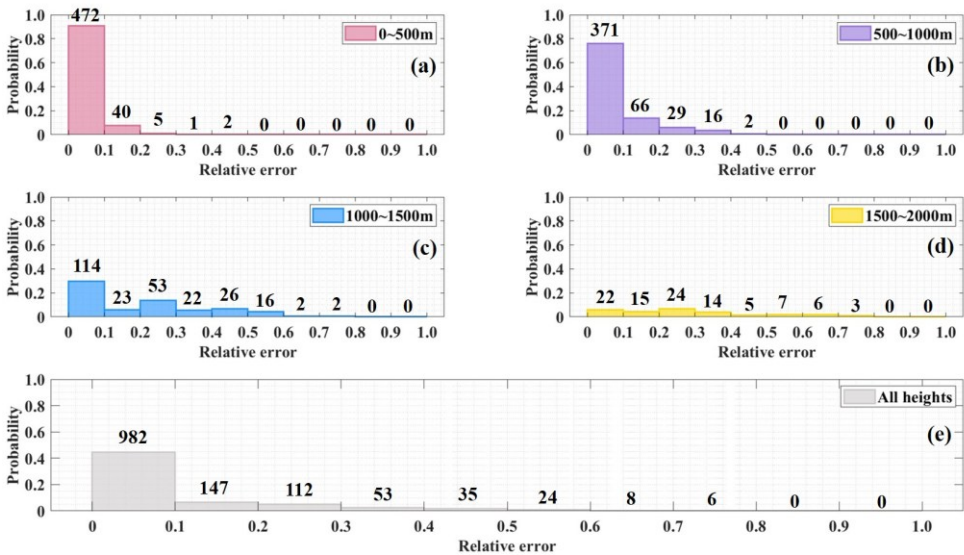 472
1.0
0.8
0.6
0.4
0.2
0
Probability
0~500m
(a)
40 5 1 2 0 0 0 0 0
0 0.1 0.2 0.3 0.4 0.5 0.6 0.7 0.8 0.9 1.0
Relative error
371
1.0
0.8
0.6
0.4
0.2
0
Probability
500~1000m
(b)
66 29 16 2 0 0 0 0 0
0 0.1 0.2 0.3 0.4 0.5 0.6 0.7 0.8 0.9 1.0
Relative error
1.0
0.8
0.6
0.4
0.2
0
Probability
1000~1500m
(c)
114 23 53 22 26 16 2 2 0 0
0 0.1 0.2 0.3 0.4 0.5 0.6 0.7 0.8 0.9 1.0
Relative error
1.0
0.8
0.6
0.4
0.2
0
Probability
1500~2000m
(d)
22 15 24 14 5 7 6 3 0 0
0 0.1 0.2 0.3 0.4 0.5 0.6 0.7 0.8 0.9 1.0
Relative error
1.0
0.8
0.6
0.4
0.2
0
Probability
All heights
(e)
982 147 112 53 35 24 8 6 0 0
0 0.1 0.2 0.3 0.4 0.5 0.6 0.7 0.8 0.9 1.0
Relative error